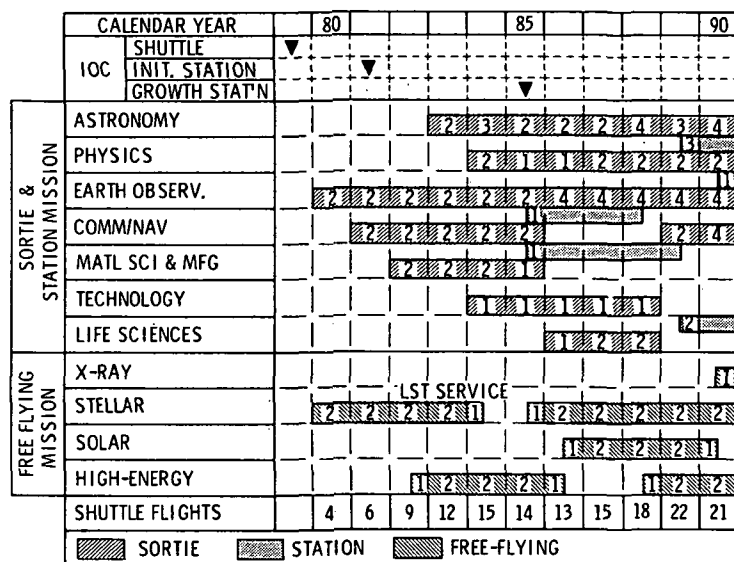 CALENDAR YEAR 80 85 90
IOC
SHUTTLE
INIT. STATION
GROWTH STAT'N
SORTIE & STATION MISSION
ASTRONOMY 2 3 2 2 2 4 3 4
3
PHYSICS 2 1 1 2 2 2 2
1
EARTH OBSERV. 2 2 2 2 2 2 4 4 4 4 4
1
COMM/NAV 2 2 2 2 2 2 4
1
MATL SCI & MFG 2 2 2 1
TECHNOLOGY 1 1 1 1 1
2
LIFE SCIENCES 1 2 2
FREE FLYING MISSION
X-RAY 1
LST SERVICE
STELLAR 2 2 2 2 1 1 2 2 2 2 2
SOLAR 1 2 2 2 1
HIGH-ENERGY 1 2 2 2 1 1 2 2
SHUTTLE FLIGHTS 4 6 9 12 15 14 13 15 18 22 21
SORTIE STATION FREE-FLYING